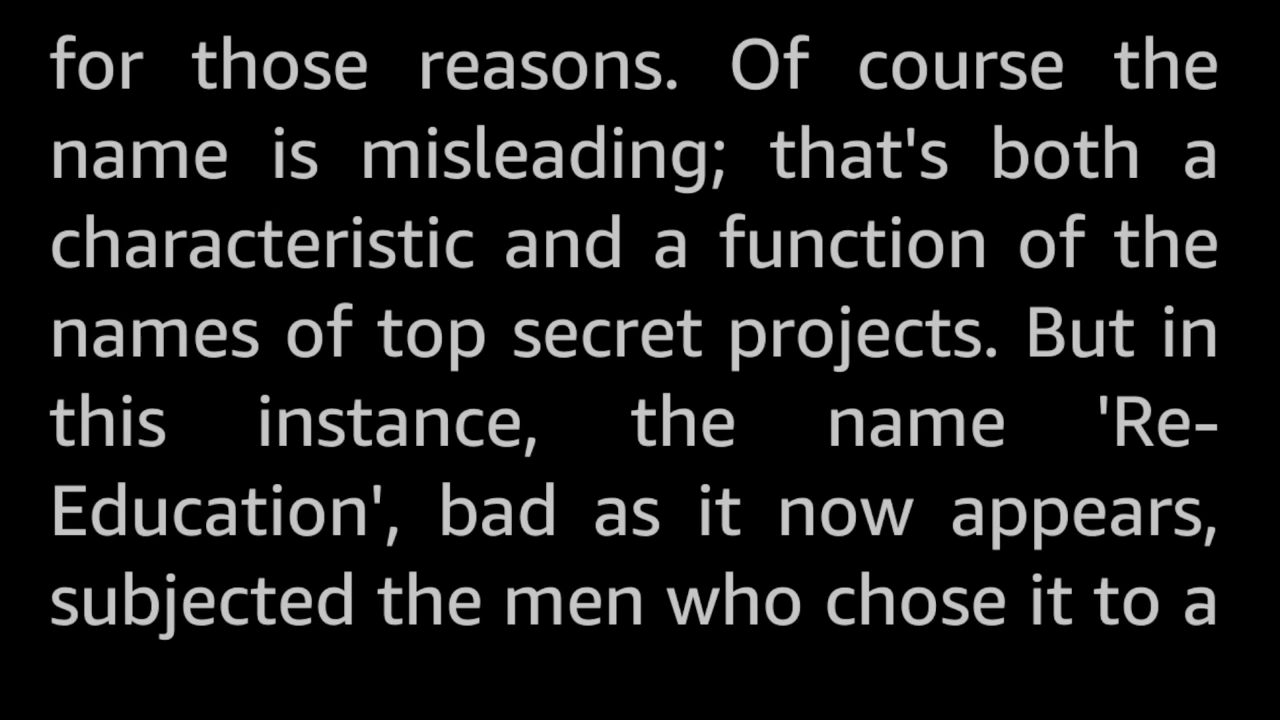 for those reasons. Of course the
name is misleading; that's both a
characteristic and a function of the
names of top secret projects. But in
this instance, the name 'Re-
Education', bad as it now appears,
subjected the men who chose it to a